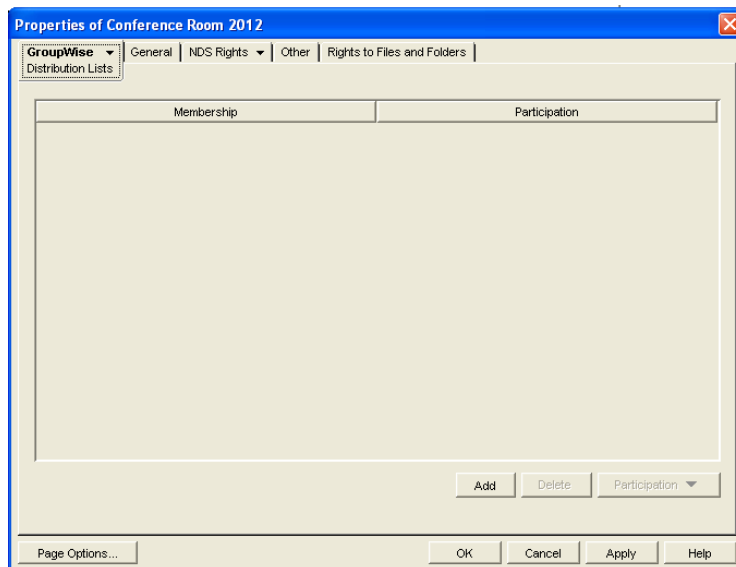 Properties of Conference Room 2012
GroupWise General NDS Rights Other Rights to Files and Folders
Distribution Lists
Membership Participation
Add Delete Participation
Page Options... OK Cancel Apply Help